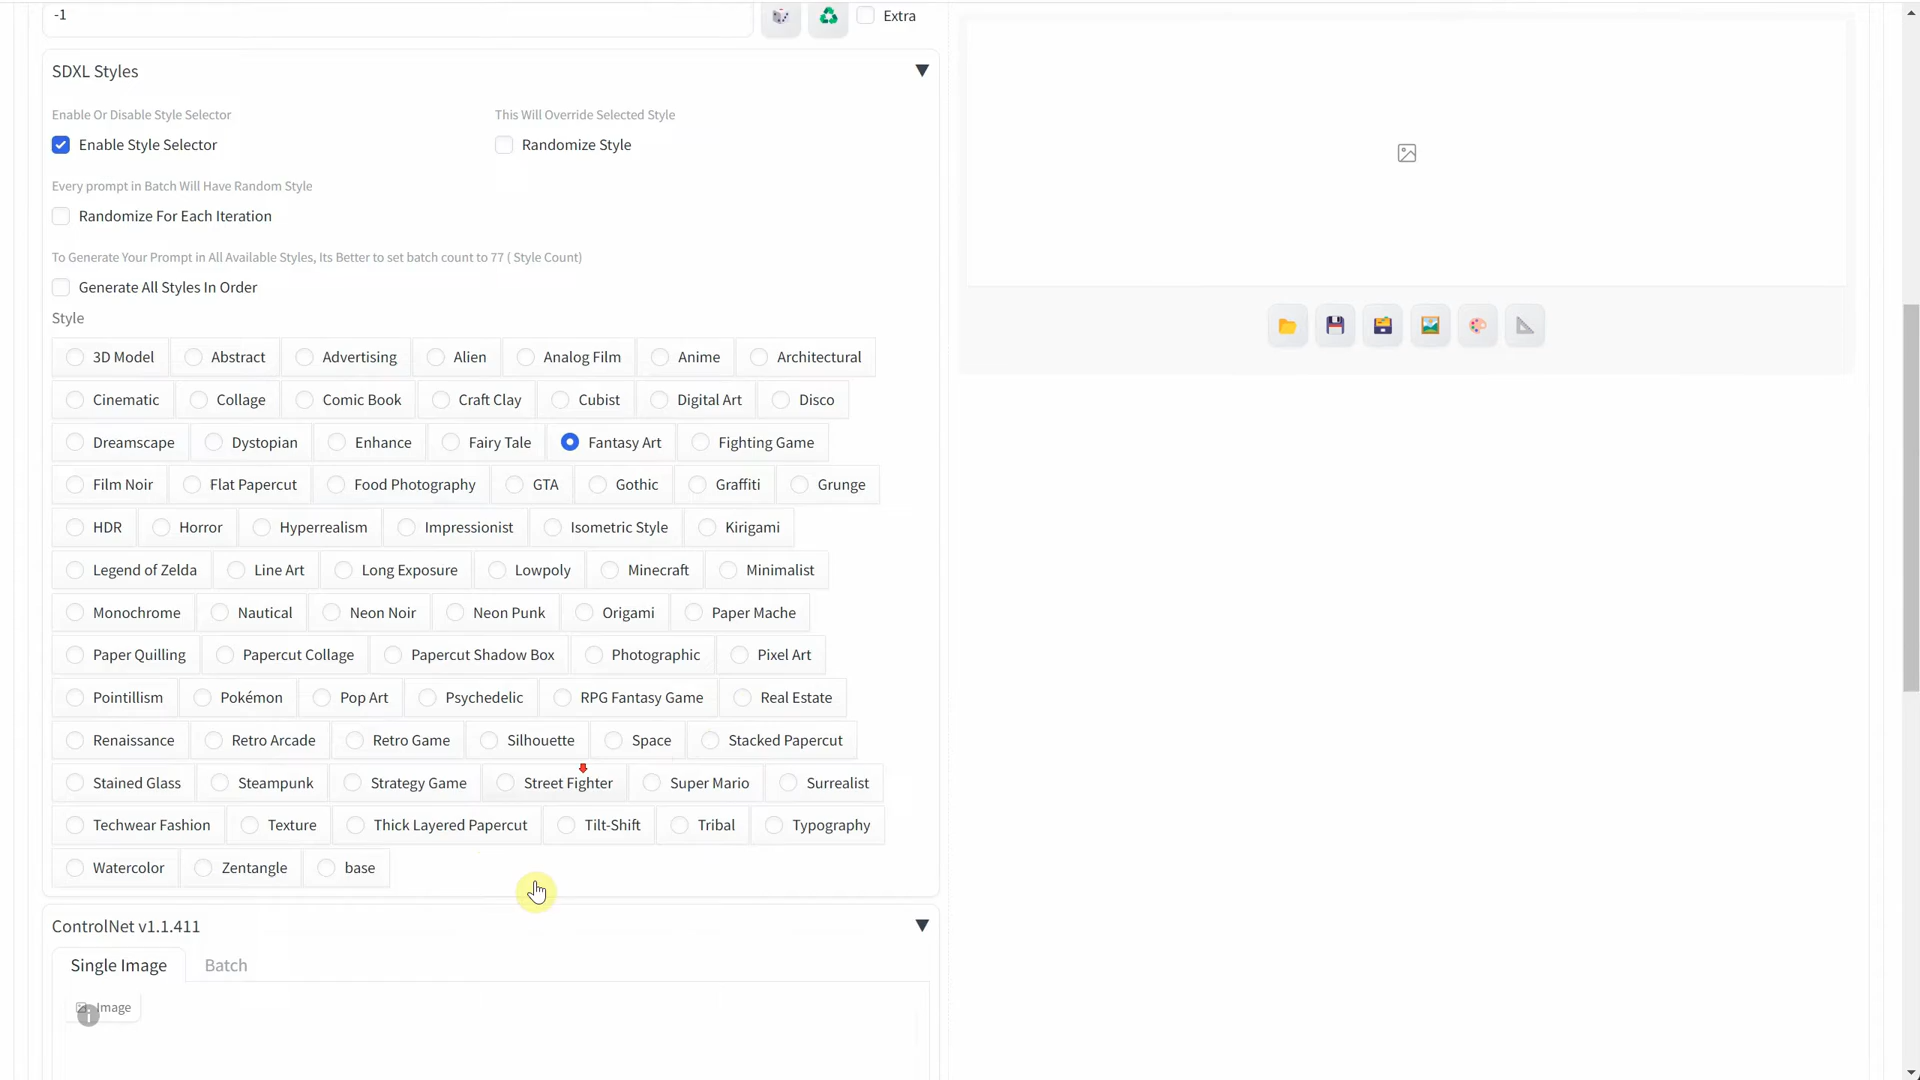 -1
Extra
SDXL Styles
Enable Or Disable Style Selector
This Will Override Selected Style
Enable Style Selector
Randomize Style
Every prompt in Batch Will Have Random Style
Randomize For Each Iteration
To Generate Your Prompt in All Available Styles, Its Better to set batch count to 77 ( Style Count)
Generate All Styles In Order
Style
3D Model Abstract Advertising Alien Analog Film Anime Architectural
Cinematic Collage Comic Book Craft Clay Cubist Digital Art Disco
Dreamscape Dystopian Enhance Fairy Tale Fantasy Art Fighting Game
Film Noir Flat Papercut Food Photography GTA Gothic Graffiti Grunge
HDR Horror Hyperrealism Impressionist Isometric Style Kirigami
Legend of Zelda Line Art Long Exposure Lowpoly Minecraft Minimalist
Monochrome Nautical Neon Noir Neon Punk Origami Paper Mache
Paper Quilling Papercut Collage Papercut Shadow Box Photographic Pixel Art
Pointillism Pokémon Pop Art Psychedelic RPG Fantasy Game Real Estate
Renaissance Retro Arcade Retro Game Silhouette Space Stacked Papercut
Stained Glass Steampunk Strategy Game Street Fighter Super Mario Surrealist
Techwear Fashion Texture Thick Layered Papercut Tilt-Shift Tribal Typography
Watercolor Zentangle base
ControlNet v1.1.411
Single Image Batch
Image